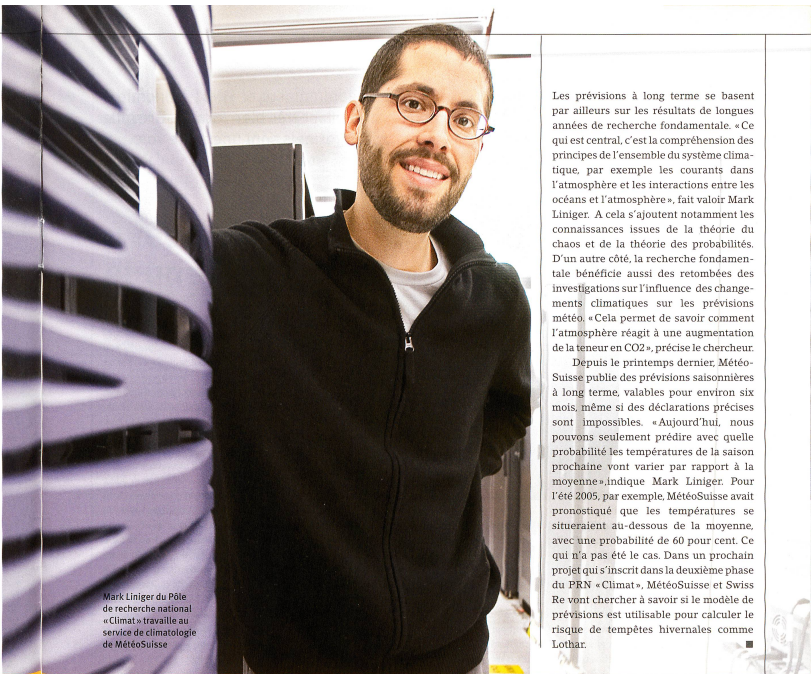 Les prévisions à long terme se basent
par ailleurs sur les résultats de longues
années de recherche fondamentale. «Ce
qui est central, c'est la compréhension des
principes de l'ensemble du système clima-
tique, par exemple les courants dans
l'atmosphère et les interactions entre les
océans et l'atmosphère», fait valoir Mark
Liniger. A cela s'ajoutent notamment les
connaissances issues de la théorie du
chaos et de la théorie des probabilités.
D'un autre côté, la recherche fondamen-
tale bénéficie aussi des retombées des
investigations sur l'influence des change-
ments climatiques sur les prévisions
météo. «Cela permet de savoir comment
l'atmosphère réagit à une augmentation
de la teneur en CO2», précise le chercheur.
Depuis le printemps dernier, Météo-
Suisse publie des prévisions saisonnières
à long terme, valables pour environ six
mois, même si des déclarations précises
sont impossibles. «Aujourd'hui, nous
pouvons seulement prédire avec quelle
probabilité les températures de la saison
prochaine vont varier par rapport à la
moyenne»,indique Mark Liniger. Pour
l'été 2005, par exemple, MétéoSuisse avait
pronostiqué que les températures se
situeraient au-dessous de la moyenne,
avec une probabilité de 60 pour cent. Ce
qui n'a pas été le cas. Dans un prochain
projet qui s'inscrit dans la deuxième phase
du PRN «Climat», MétéoSuisse et Swiss
Re vont chercher à savoir si le modèle de
prévisions est utilisable pour calculer le
risque de tempêtes hivernales comme
Lothar.
Mark Liniger du Pôle
de recherche national
«Climat» travaille au
service de climatologie
de MétéoSuisse